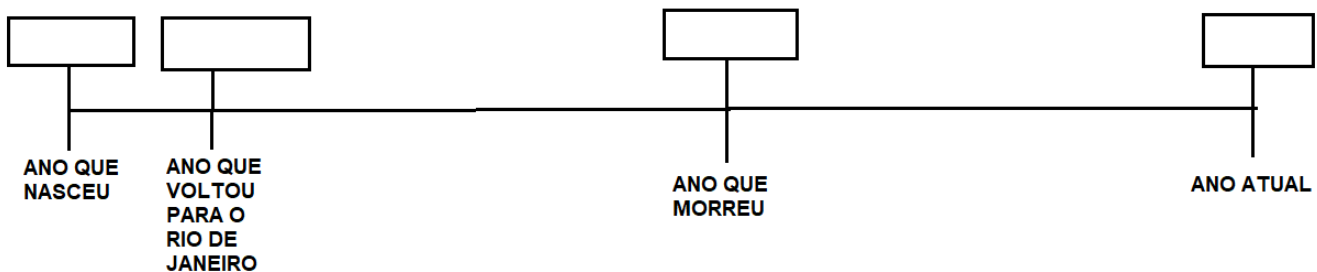 ANO QUE
NASCEU
ANO QUE
VOLTOU
PARA O
RIO DE
JANEIRO
ANO QUE
MORREU
ANO ATUAL